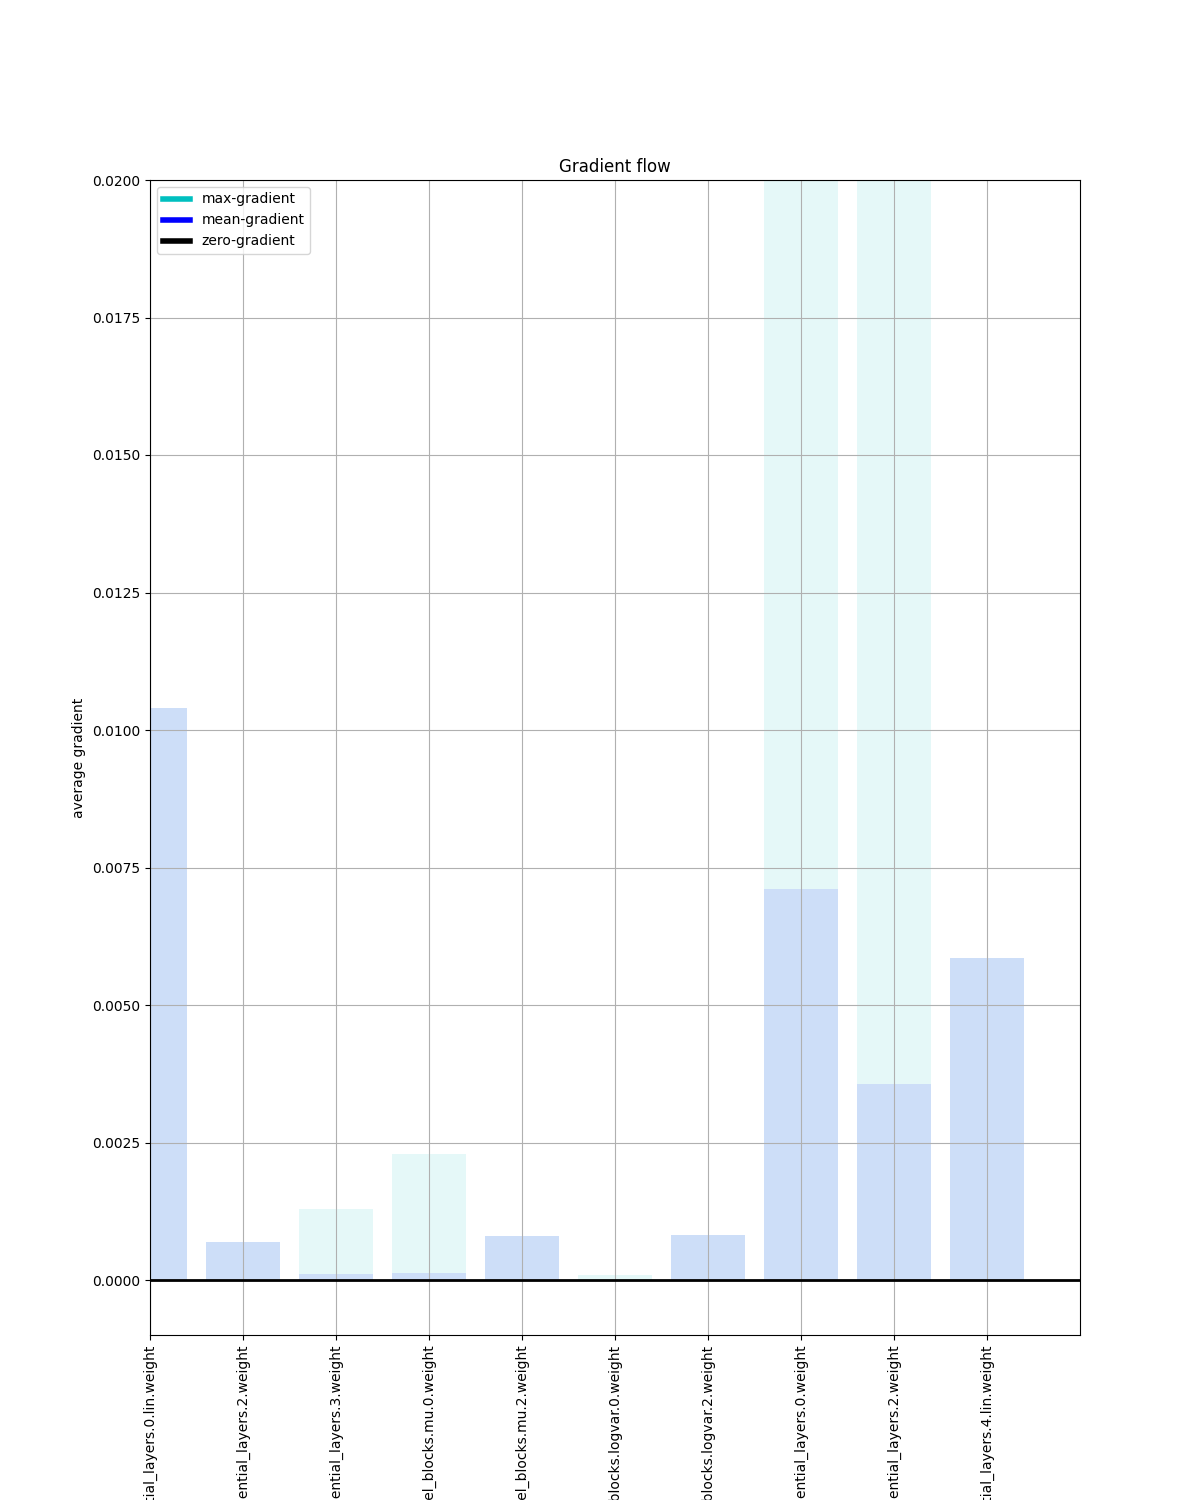 Gradient flow
max-gradient
mean-gradient
zero-gradient
0.0200
0.0175
0.0150
0.0125
0.0100
0.0075
0.0050
0.0025
0.0000
average gradient
tial_layers.0.lin.weight
ential_layers.2.weight
ential_layers.3.weight
el_blocks.mu.0.weight
el_blocks.mu.2.weight
blocks.logvar.0.weight
blocks.logvar.2.weight
ential_layers.0.weight
ential_layers.2.weight
tial_layers.4.lin.weight